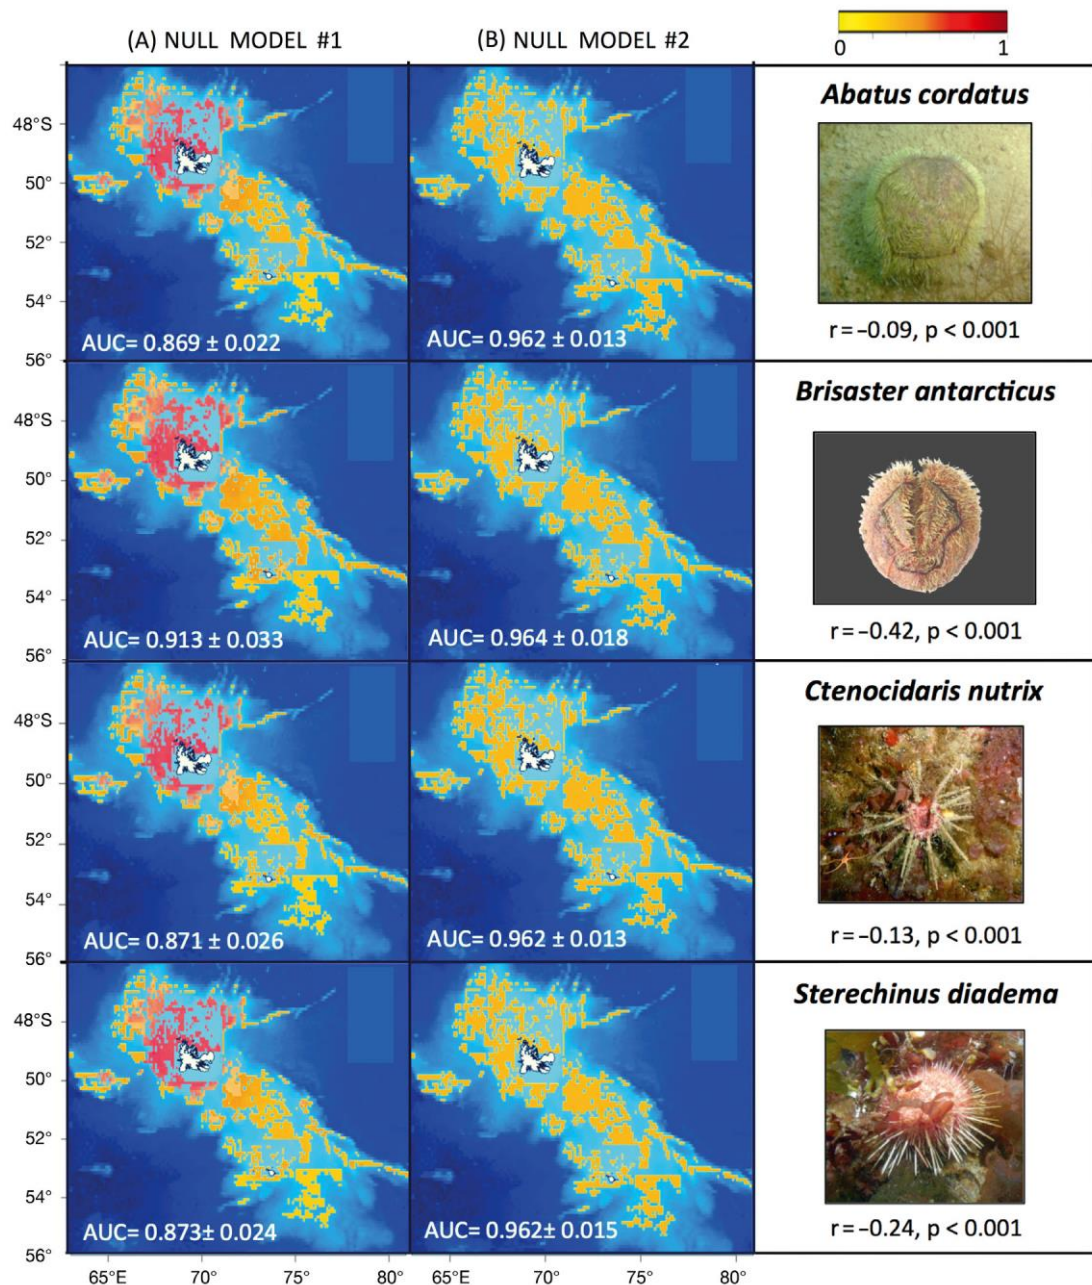 (A) NULL MODEL #1
(B) NULL MODEL #2
0 1
48°S
50°
52°
54°
56°
AUC= 0.869 ± 0.022
AUC= 0.962 ± 0.013
Abatus cordatus
r = –0.09, p < 0.001
48°S
50°
52°
54°
56°
AUC= 0.913 ± 0.033
AUC= 0.964 ± 0.018
Brisaster antarcticus
r = –0.42, p < 0.001
48°S
50°
52°
54°
56°
AUC= 0.871 ± 0.026
AUC= 0.962 ± 0.013
Ctenocidaris nutrix
r = –0.13, p < 0.001
48°S
50°
52°
54°
56°
AUC= 0.873± 0.024
AUC= 0.962± 0.015
Sterechinus diadema
r = –0.24, p < 0.001
65°E 70° 75° 80° 65°E 70° 75° 80°